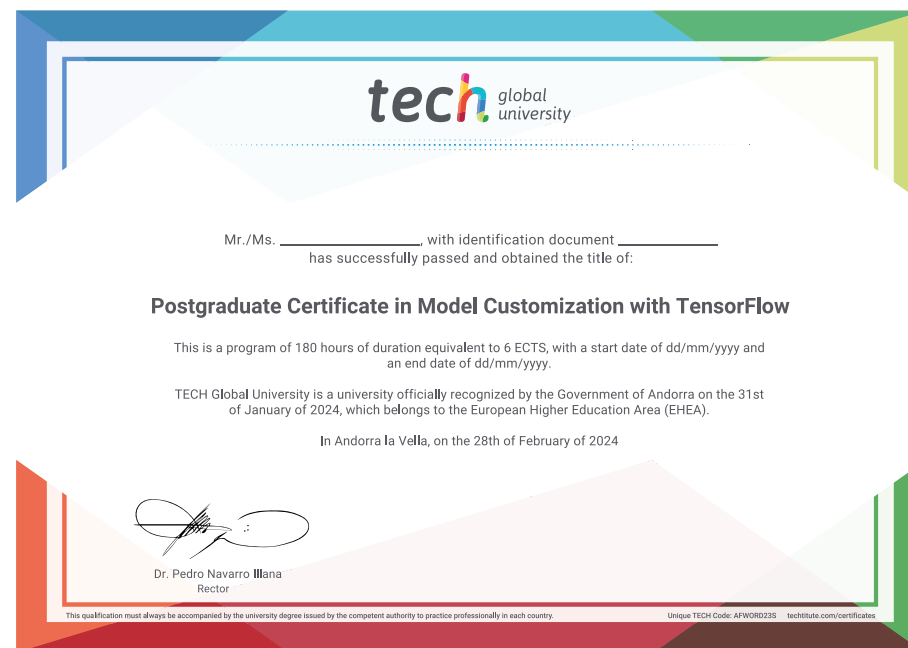 tech global university
Mr./Ms. ____________________, with identification document ______________
has successfully passed and obtained the title of:
Postgraduate Certificate in Model Customization with TensorFlow
This is a program of 180 hours of duration equivalent to 6 ECTS, with a start date of dd/mm/yyyy and
an end date of dd/mm/yyyy.
TECH Global University is a university officially recognized by the Government of Andorra on the 31st
of January of 2024, which belongs to the European Higher Education Area (EHEA).
In Andorra la Vella, on the 28th of February of 2024
Dr. Pedro Navarro Illana
Rector
This qualification must always be accompanied by the university degree issued by the competent authority to practice professionally in each country.
Unique TECH Code: AFWORD23S techtitute.com/certificates